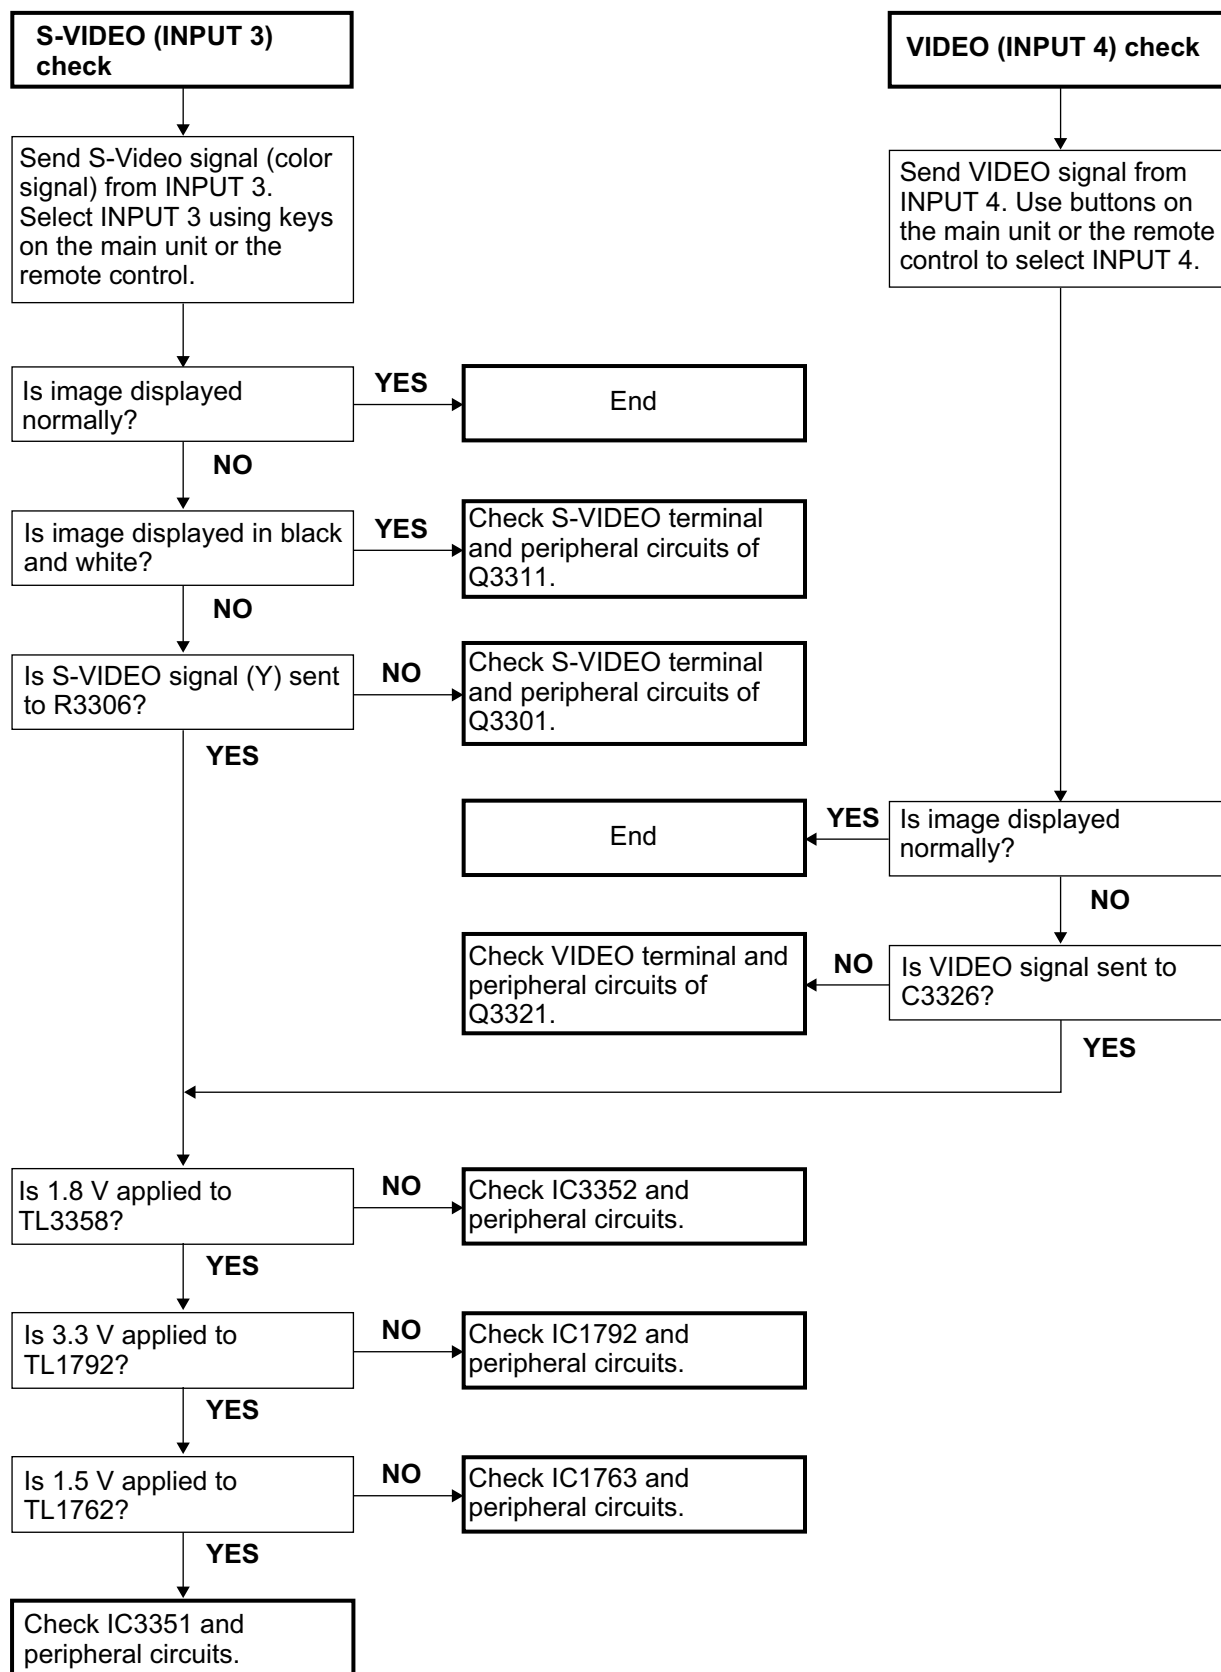 S-VIDEO (INPUT 3)
check
VIDEO (INPUT 4) check
Send S-Video signal (color
signal) from INPUT 3.
Select INPUT 3 using keys
on the main unit or the
remote control.
Send VIDEO signal from
INPUT 4. Use buttons on
the main unit or the remote
control to select INPUT 4.
Is image displayed
normally?
YES
End
NO
Is image displayed in black
and white?
YES
Check S-VIDEO terminal
and peripheral circuits of
Q3311.
NO
Is S-VIDEO signal (Y) sent
to R3306?
NO
Check S-VIDEO terminal
and peripheral circuits of
Q3301.
YES
End
YES
Is image displayed
normally?
NO
Check VIDEO terminal and
peripheral circuits of
Q3321.
NO
Is VIDEO signal sent to
C3326?
YES
Is 1.8 V applied to
TL3358?
NO
Check IC3352 and
peripheral circuits.
YES
Is 3.3 V applied to
TL1792?
NO
Check IC1792 and
peripheral circuits.
YES
Is 1.5 V applied to
TL1762?
NO
Check IC1763 and
peripheral circuits.
YES
Check IC3351 and
peripheral circuits.